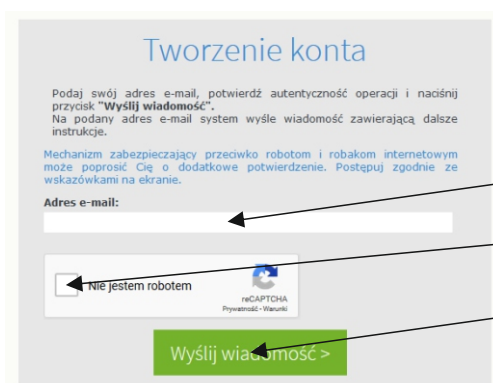 Tworzenie konta
Podaj swój adres e-mail, potwierdź autentyczność operacji i naciśnij
przycisk "Wyślij wiadomość".
Na podany adres e-mail system wyśle wiadomość zawierającą dalsze
instrukcje.
Mechanizm zabezpieczający przeciwko robotom i robakom internetowym
może poprosić Cię o dodatkowe potwierdzenie. Postępuj zgodnie ze
wskazówkami na ekranie.
Adres e-mail:
Nie jestem robotem
reCAPTCHA
Prywatność - Warunki
Wyślij wiadomość >